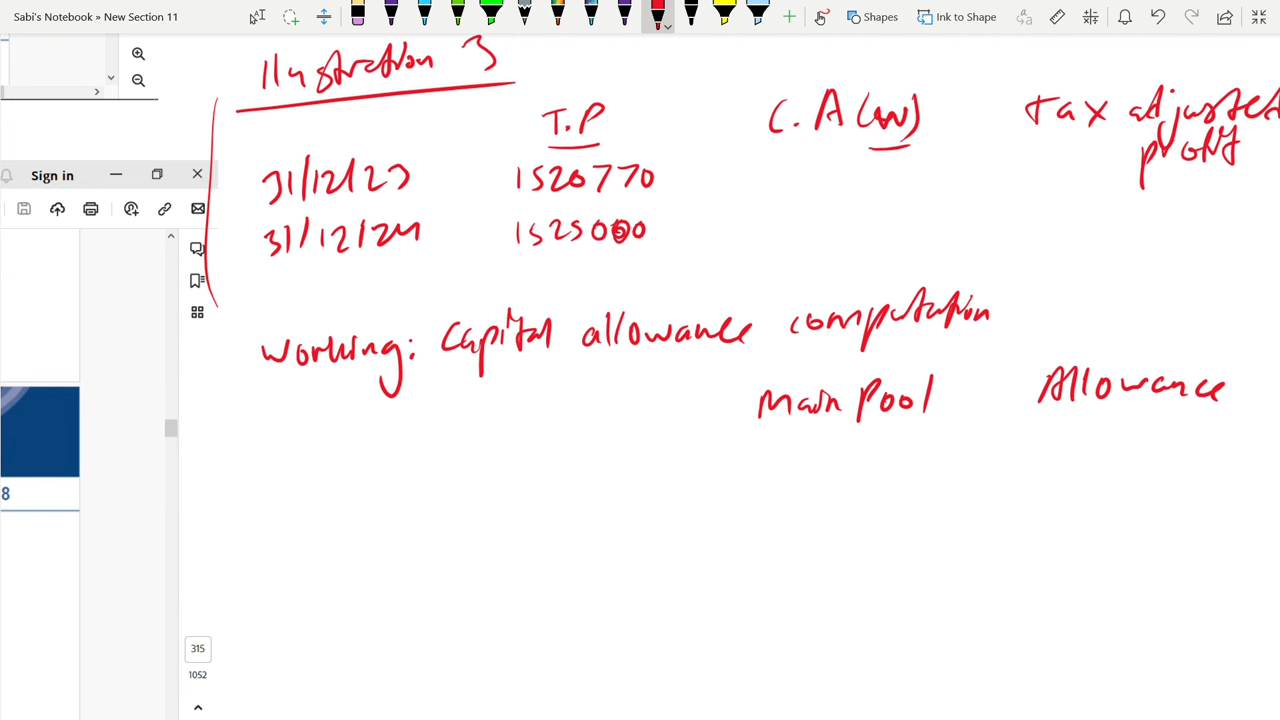 Sabi's Notebook » New Section 11
Shapes
Ink to Shape
Illustration 3
T.P
C.A (W)
Tax adjusted profit
31/12/23 1520770
31/12/24 1525000
Working: Capital allowance computation
Main Pool Allowance
Sign in
8
315
1052